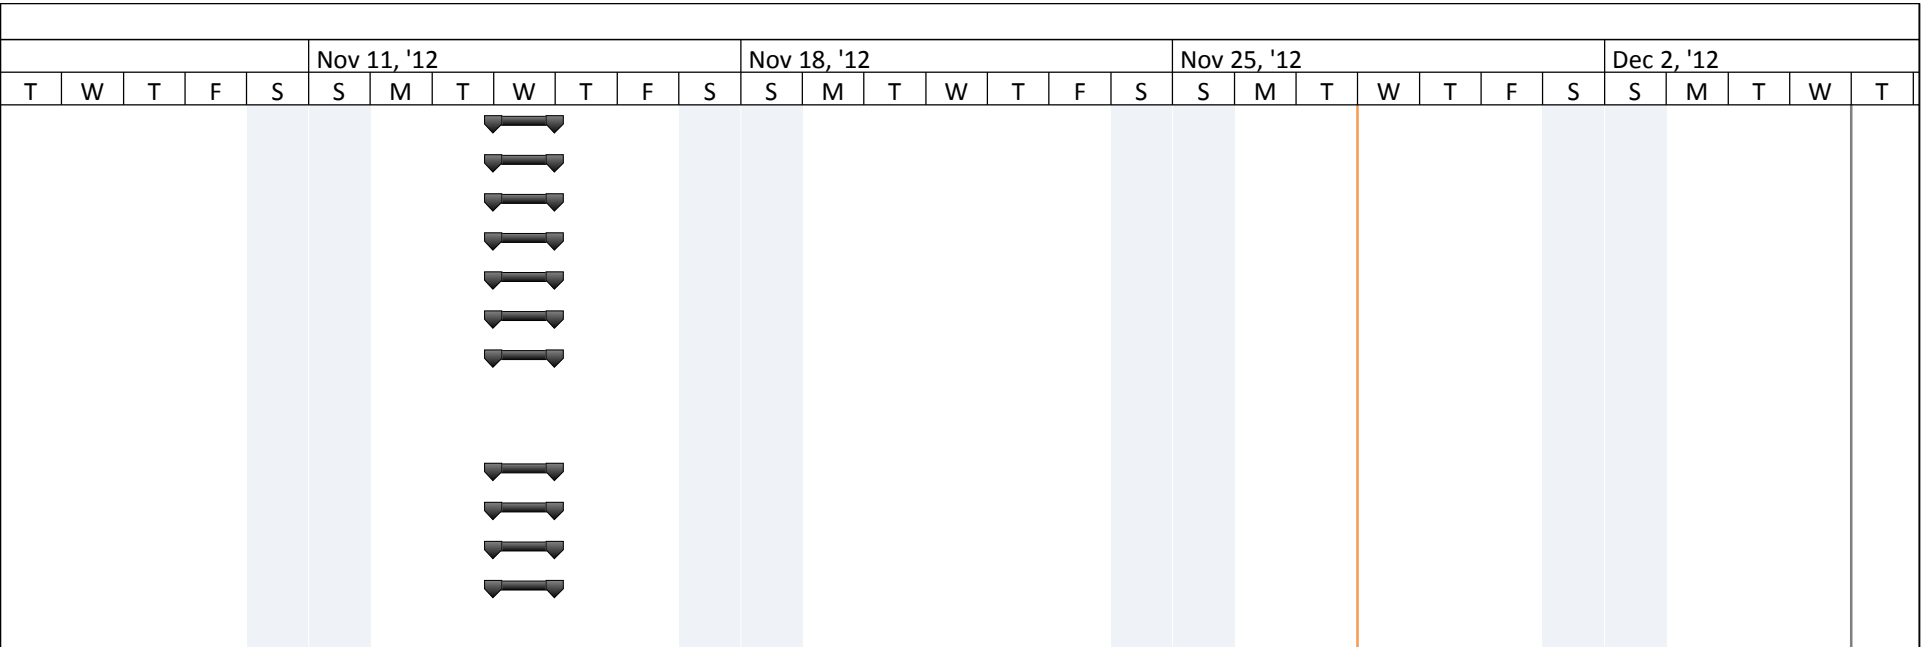 Nov 11, '12 Nov 18, '12 Nov 25, '12 Dec 2, '12
T W T F S S M T W T F S S M T W T F S S M T W T F S S M T W T